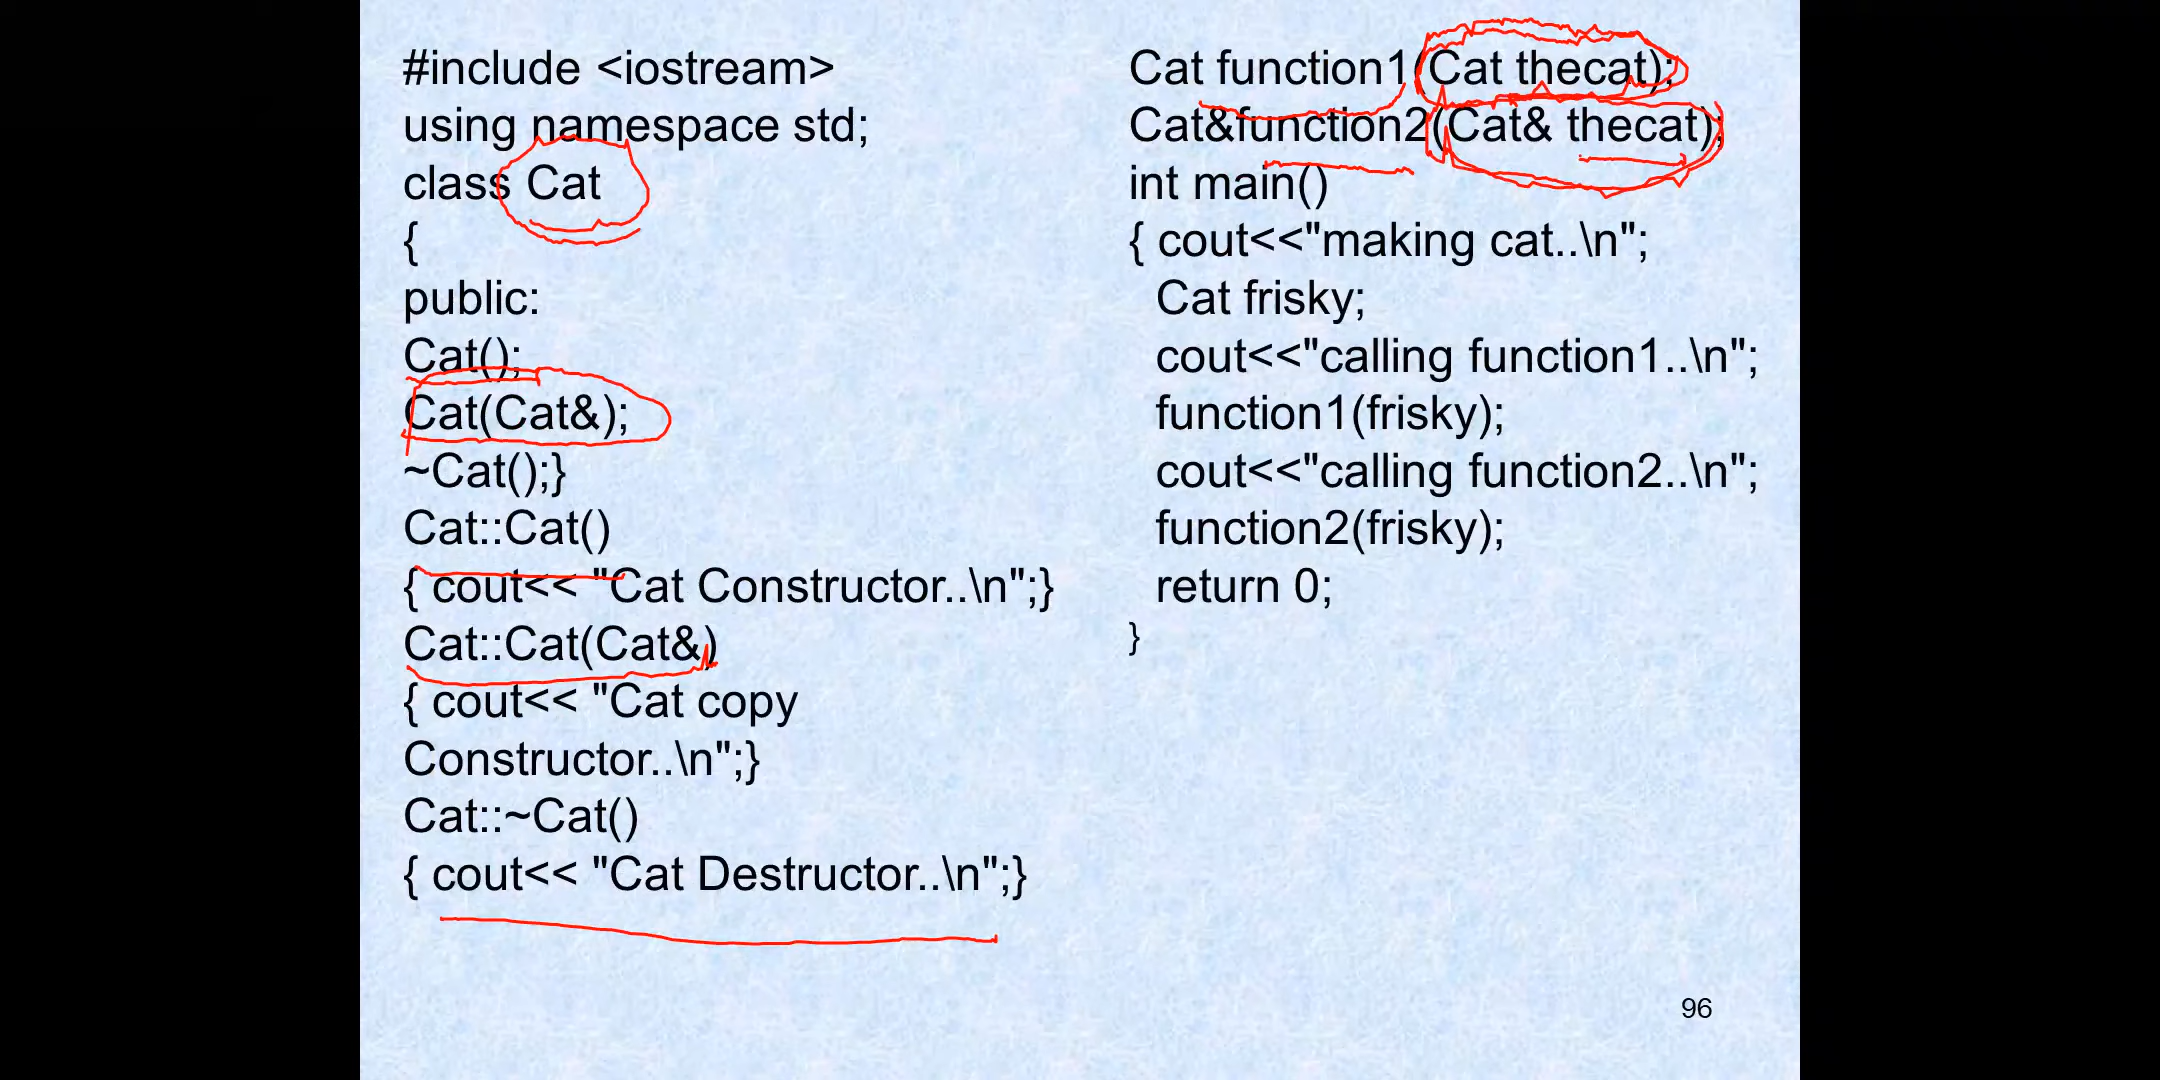 #include <iostream>
using namespace std;
class Cat
{
public:
Cat();
Cat(Cat&);
~Cat();}
Cat::Cat()
{ cout<< "Cat Constructor..\n";}
Cat::Cat(Cat&)
{ cout<< "Cat copy
Constructor..\n";}
Cat::~Cat()
{ cout<< "Cat Destructor..\n";}
Cat function1(Cat thecat);
Cat&function2(Cat& thecat);
int main()
{ cout<<"making cat..\n";
Cat frisky;
cout<<"calling function1..\n";
function1(frisky);
cout<<"calling function2..\n";
function2(frisky);
return 0;
}
96